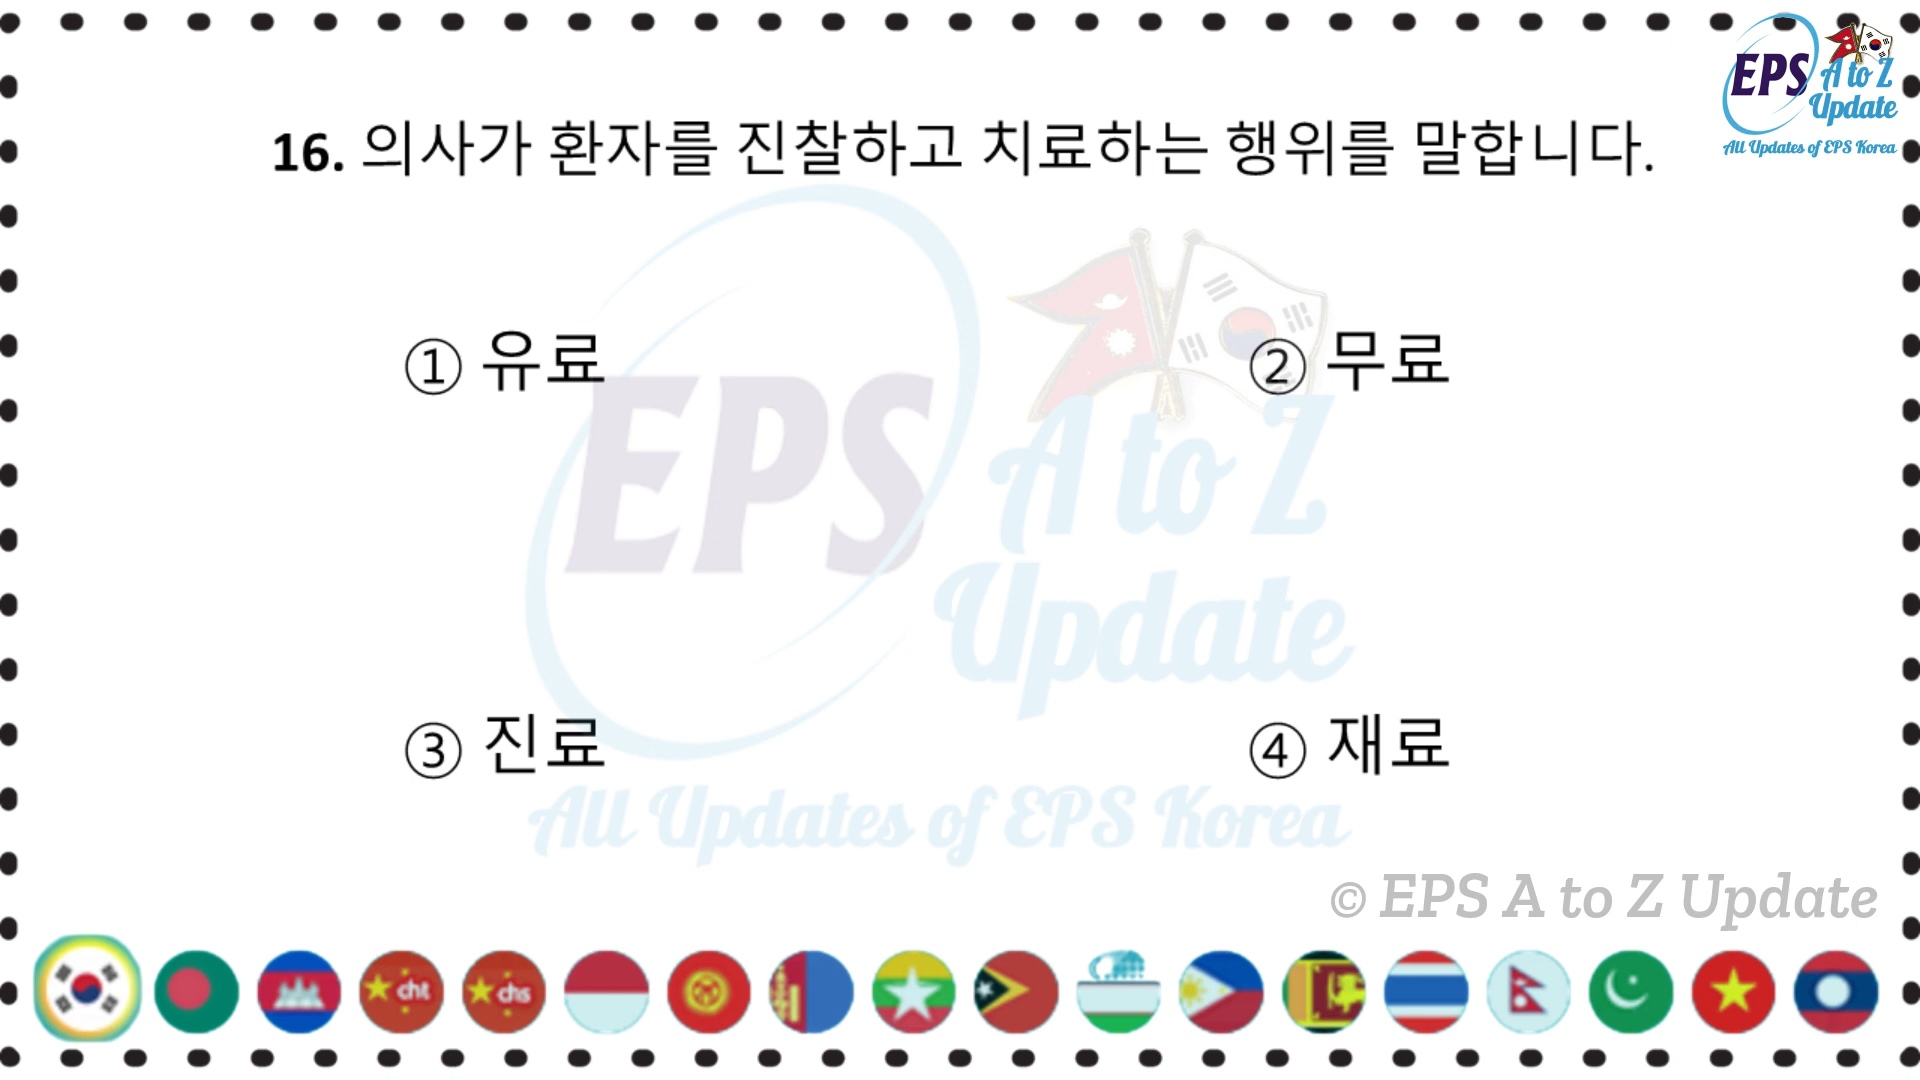 EPS A to Z
Update
All Updates of EPS Korea
16. 의사가 환자를 진찰하고 치료하는 행위를 말합니다.
① 유료
② 무료
③ 진료
④ 재료
EPS A to Z
Update
All Updates of EPS Korea
© EPS A to Z Update
cht
chs